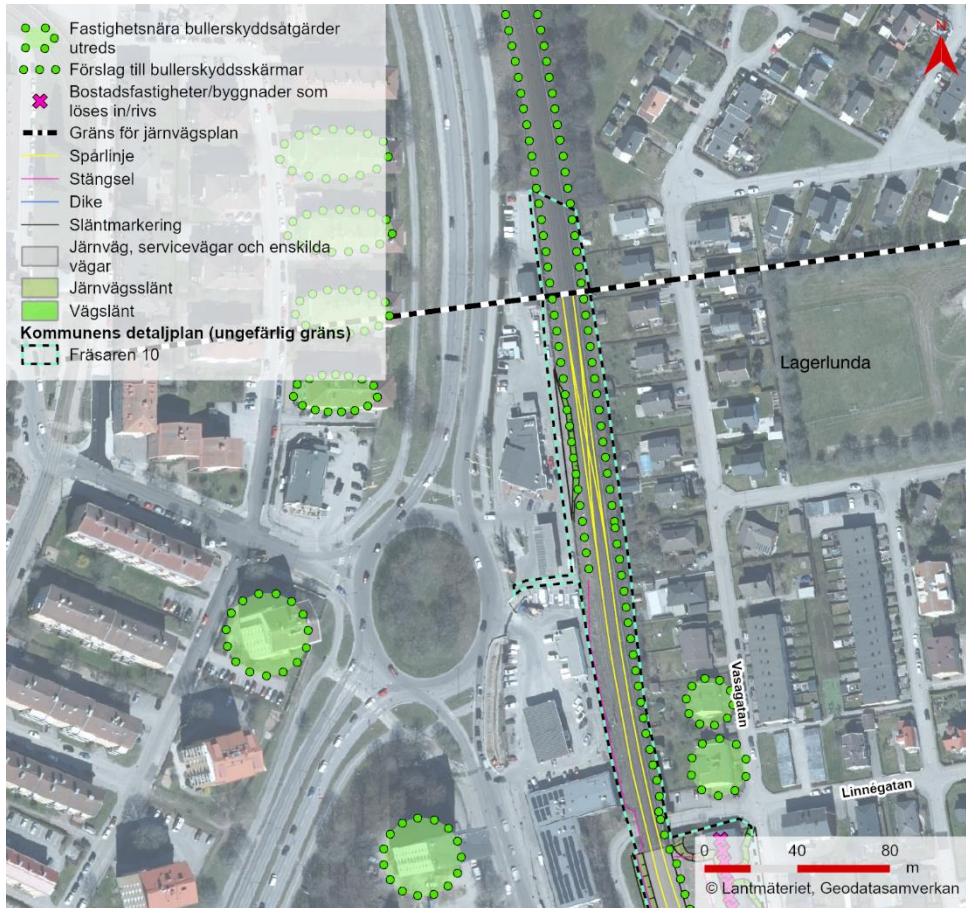 Fastighetsnära bullerskyddsåtgärder
utreds
Förslag till bullerskyddsskärmar
Bostadsfastigheter/byggnader som
löses in/rivs
Gräns för järnvägsplan
Spårlinje
Stängsel
Dike
Släntmarkering
Järnväg, servicevägar och enskilda
vägar
Järnvägsslänt
Vägslänt
Kommunens detaljplan (ungefärlig gräns)
Fräsaren 10
N
Lagerlunda
Vasagatan
Linnégatan
0 40 80
m
© Lantmäteriet, Geodatasamverkan